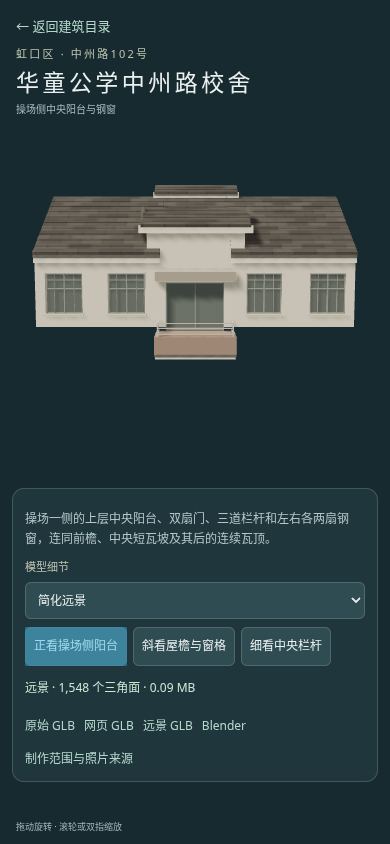 ← 返回建筑目录
虹口区 · 中州路102号
华童公学中州路校舍
操场侧中央阳台与钢窗
操场一侧的上层中央阳台、双扇门、三道栏杆和左右各两扇钢
窗，连同前檐、中央短瓦坡及其后的连续瓦顶。
模型细节
简化远景
正看操场侧阳台 斜看屋檐与窗格 细看中央栏杆
远景 · 1,548 个三角面 · 0.09 MB
原始 GLB 网页 GLB 远景 GLB Blender
制作范围与照片来源
拖动旋转 · 滚轮或双指缩放